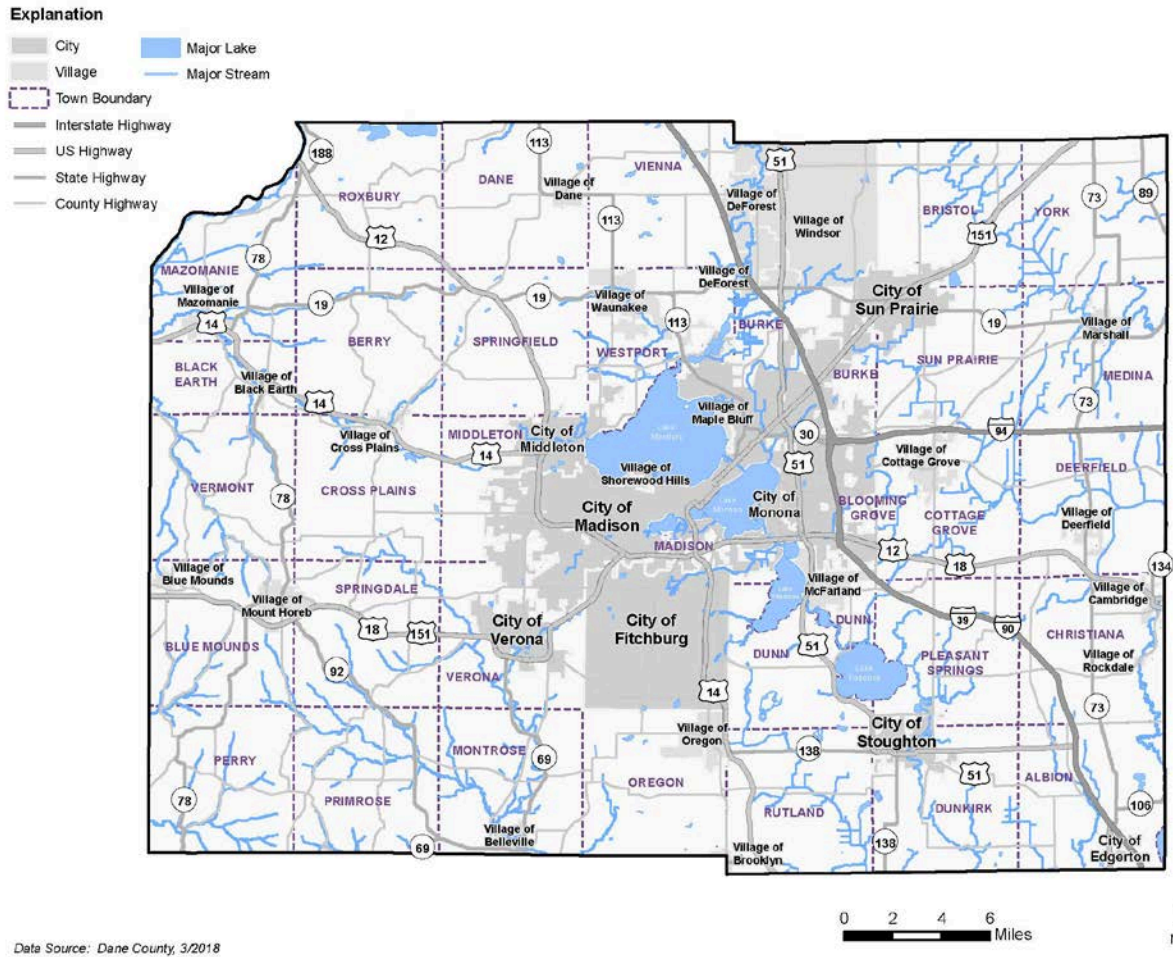 Explanation
City
Village
Town Boundary
Interstate Highway
US Highway
State Highway
County Highway
Major Lake
Major Stream
188
113
51
VIENNA
DANE
Village of
Dane
Village of
DeForest
73
89
ROXBURY
BRISTOL
YORK
12
113
Village of
Windsor
151
78
MAZOMANIE
Village of
Mazomanie
19
19
Village of
Waunakee
Village of
DeForest
City of
Sun Prairie
14
113
BURKE
19
Village of
Marshall
BERRY
SPRINGFIELD
WESTPORT
BLACK
EARTH
Village of
Black Earth
BURKE
SUN PRAIRIE
MEDINA
14
73
Village of
Maple Bluff
MIDDLETON
City of
Middleton
Village of
Cross Plains
14
Lake
Mendota
30
94
51
Village of
Cottage Grove
Village of
Shorewood Hills
DEERFIELD
VERMONT
78
CROSS PLAINS
City of
Madison
Lake
Monona
City of
Monona
BLOOMING
GROVE
COTTAGE
GROVE
Village of
Deerfield
MADISON
12
18
134
Village of
Blue Mounds
SPRINGDALE
Village of
Mount Horeb
Village of
McFarland
Village of
Cambridge
18
151
City of
Verona
City of
Fitchburg
Lake
DUNN
39
90
CHRISTIANA
BLUE MOUNDS
92
VERONA
DUNN
51
Lake
PLEASANT
SPRINGS
Village of
Rockdale
14
73
Village of
Oregon
City of
Stoughton
MONTROSE
69
138
PERRY
OREGON
51
ALBION
78
PRIMROSE
RUTLAND
DUNKIRK
106
Village of
Belleville
69
Village of
Brooklyn
138
City of
Edgerton
0 2 4 6
Miles
Data Source: Dane County, 3/2018